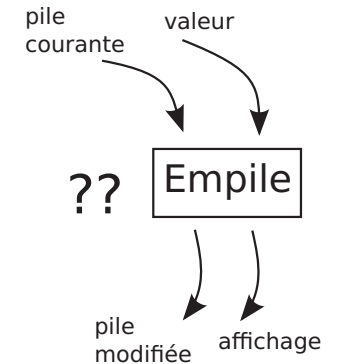 pile
courante
valeur
??
Empile
pile
modifiée
affichage